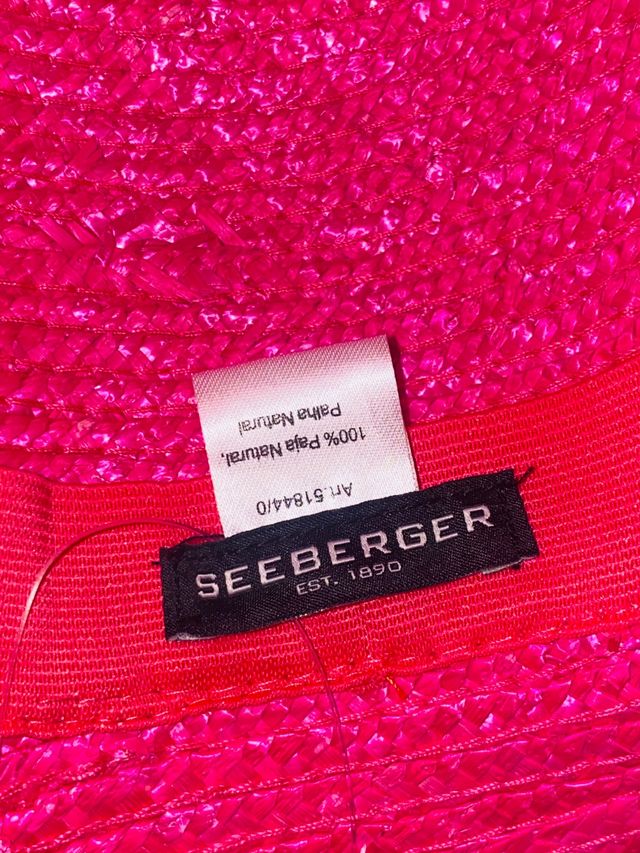 Art.51844/0
100% Paja Natural,
Palha Natural
SEEBERGER
EST. 1890